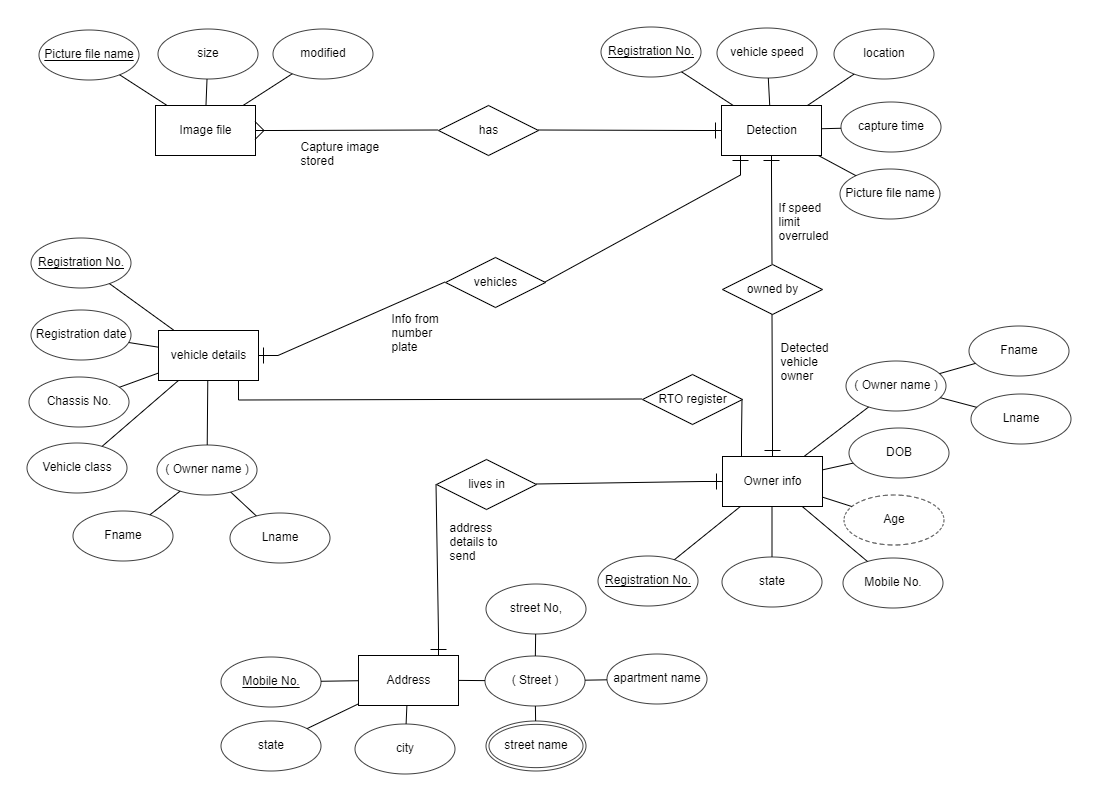 Picture file name
size
modified
Registration No.
vehicle speed
location
Image file
has
Detection
capture time
Capture image
stored
Picture file name
If speed
limit
overruled
Registration No.
vehicles
owned by
Info from
number
plate
Registration date
vehicle details
Detected
vehicle
owner
Fname
( Owner name )
Chassis No.
RTO register
Lname
DOB
Vehicle class
( Owner name )
lives in
Owner info
Age
Fname
Lname
address
details to
send
Registration No.
state
Mobile No.
street No,
Mobile No.
Address
( Street )
apartment name
state
city
street name